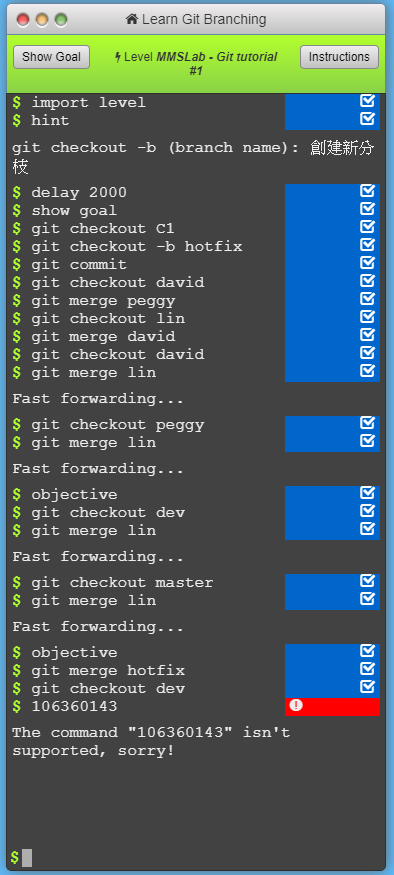 Learn Git Branching
Show Goal
Level MMSLab - Git tutorial
#1
Instructions
$ import level
$ hint
git checkout -b (branch name): 創建新分
枝
$ delay 2000
$ show goal
$ git checkout C1
$ git checkout -b hotfix
$ git commit
$ git checkout david
$ git merge peggy
$ git checkout lin
$ git merge david
$ git checkout david
$ git merge lin
Fast forwarding...
$ git checkout peggy
$ git merge lin
Fast forwarding...
$ objective
$ git checkout dev
$ git merge lin
Fast forwarding...
$ git checkout master
$ git merge lin
Fast forwarding...
$ objective
$ git merge hotfix
$ git checkout dev
$ 106360143
The command "106360143" isn't
supported, sorry!
$